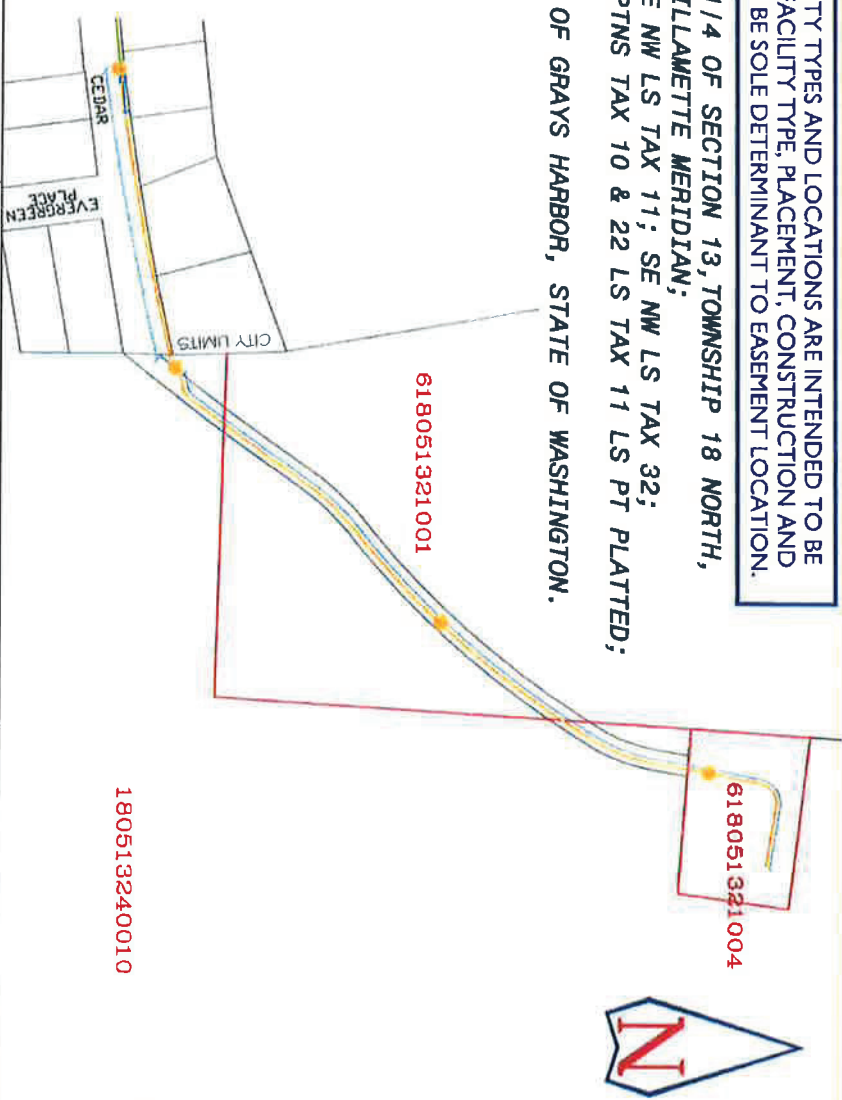 TY TYPES AND LOCATIONS ARE INTENDED TO BE
FACILITY TYPE, PLACEMENT, CONSTRUCTION AND
BE SOLE DETERMINANT TO EASEMENT LOCATION.
1/4 OF SECTION 13, TOWNSHIP 18 NORTH,
ILLAMETTE MERIDIAN;
E NW LS TAX 11; SE NW LS TAX 32;
PTNS TAX 10 & 22 LS TAX 11 LS PT PLATTED;
OF GRAYS HARBOR, STATE OF WASHINGTON.
CEDAR
EVERGREEN
PLACE
CITY LIMITS
618051321001
618051321004
180513240010
N